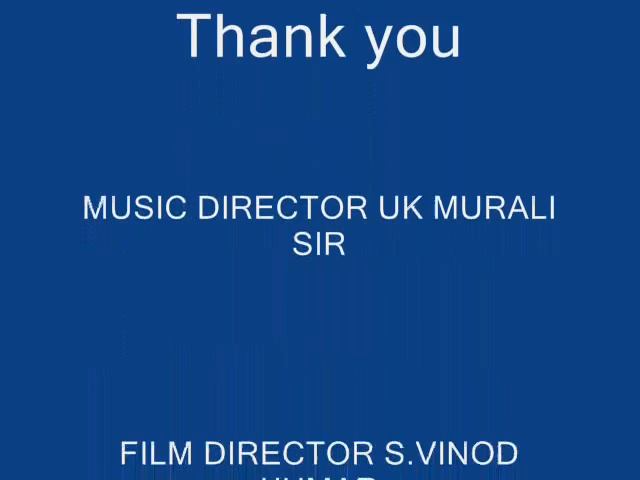 Thank you
MUSIC DIRECTOR UK MURALI
SIR
FILM DIRECTOR S.VINOD